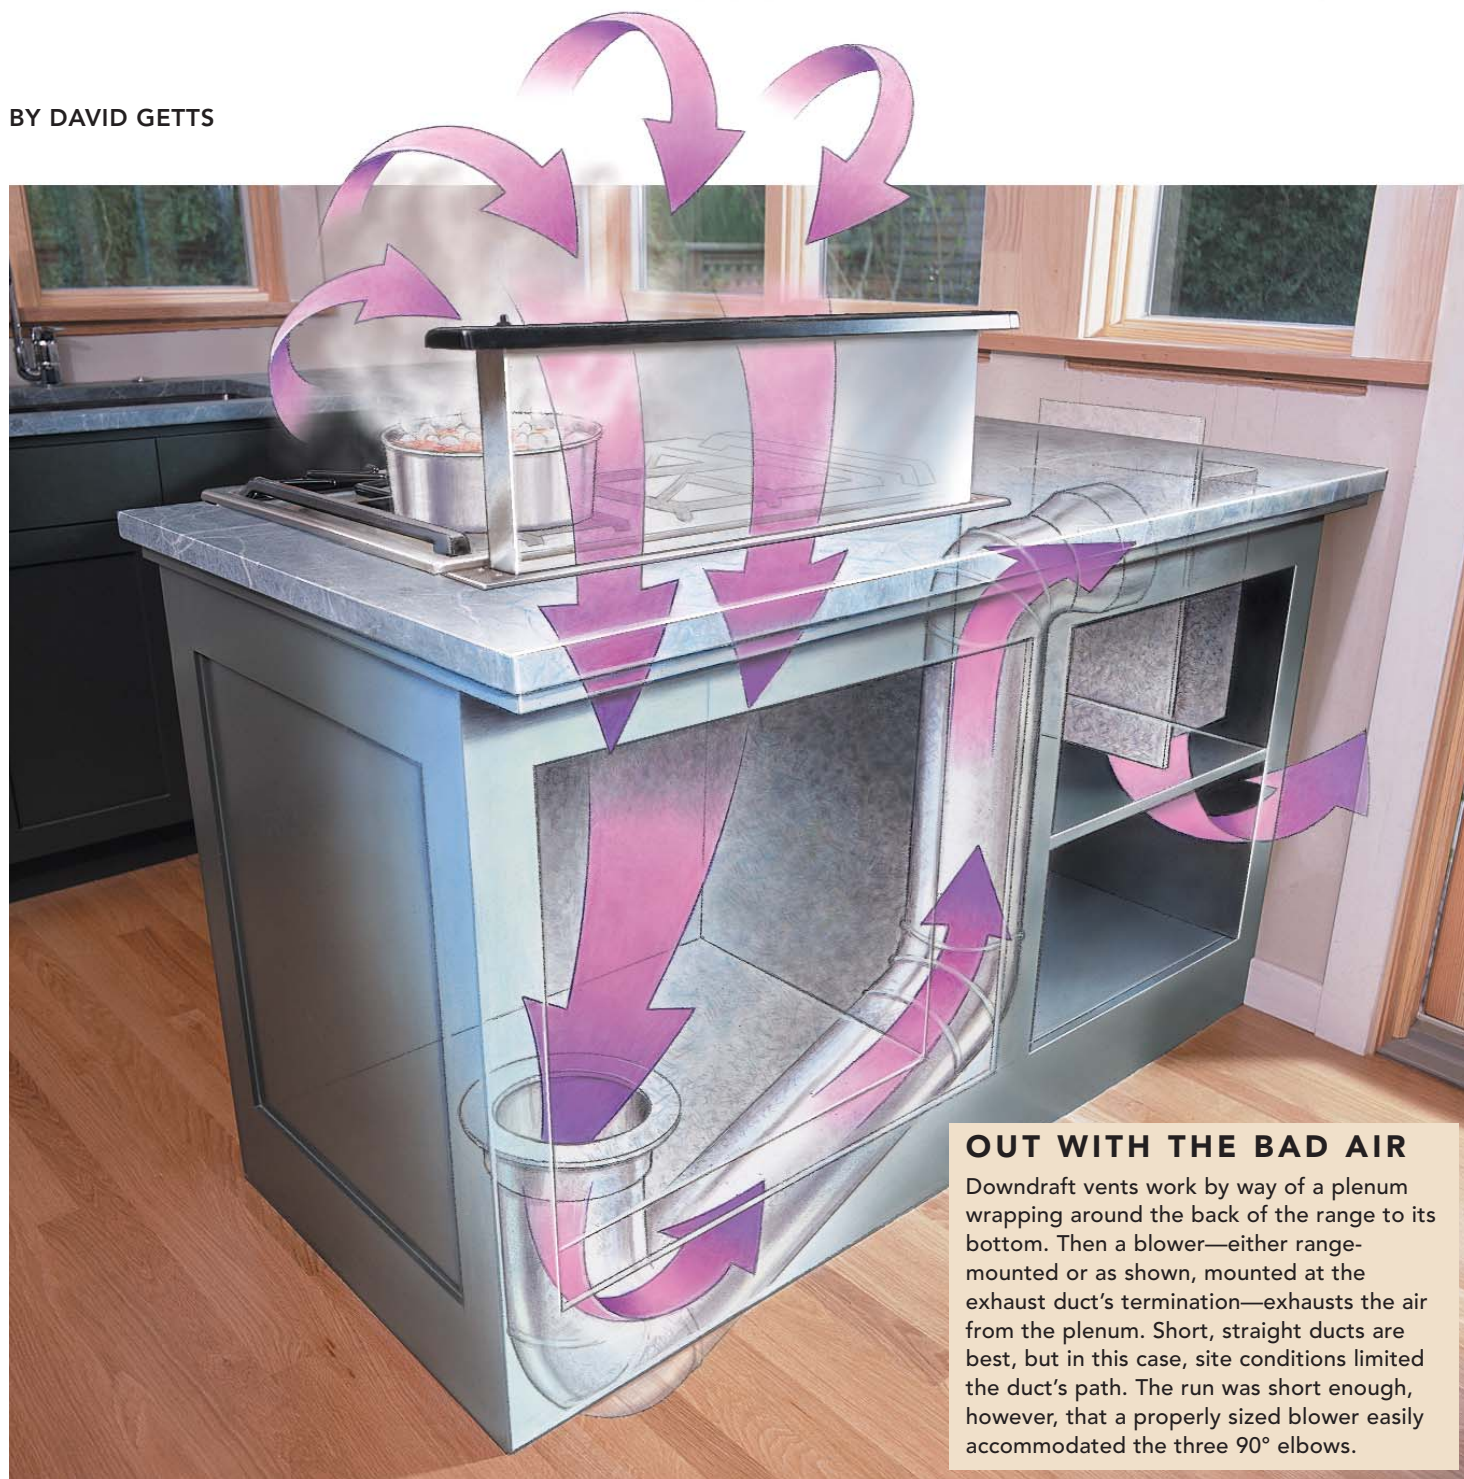 BY DAVID GETTS
OUT WITH THE BAD AIR
Downdraft vents work by way of a plenum
wrapping around the back of the range to its
bottom. Then a blower—either range-
mounted or as shown, mounted at the
exhaust duct’s termination—exhausts the air
from the plenum. Short, straight ducts are
best, but in this case, site conditions limited
the duct’s path. The run was short enough,
however, that a properly sized blower easily
accommodated the three 90° elbows.